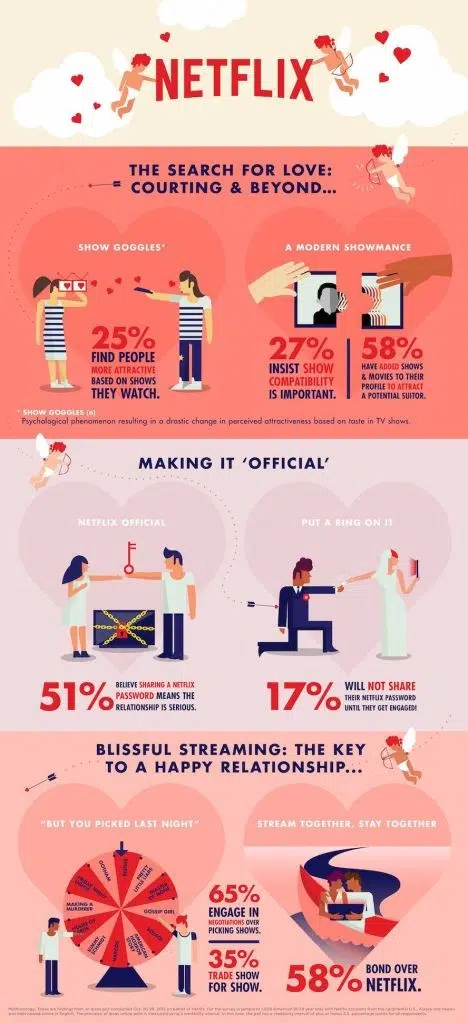 NETFLIX
THE SEARCH FOR LOVE:
COURTING & BEYOND...
SHOW GOGGLES*
25%
FIND PEOPLE
MORE ATTRACTIVE
BASED ON SHOWS
THEY WATCH.
A MODERN SHOWMANCE
27%
INSIST SHOW
COMPATIBILITY
IS IMPORTANT.
58%
HAVE ADDED SHOWS
& MOVIES TO THEIR
PROFILE TO ATTRACT
A POTENTIAL SUITOR.
* SHOW GOGGLES (n)
Psychological phenomenon resulting in a drastic change in perceived attractiveness based on taste in TV shows.
MAKING IT 'OFFICIAL'
NETFLIX OFFICIAL
51%
BELIEVE SHARING A NETFLIX
PASSWORD MEANS THE
RELATIONSHIP IS SERIOUS.
PUT A RING ON IT
17%
WILL NOT SHARE
THEIR NETFLIX PASSWORD
UNTIL THEY GET ENGAGED!
BLISSFUL STREAMING: THE KEY
TO A HAPPY RELATIONSHIP...
"BUT YOU PICKED LAST NIGHT"
GOTHAM
PRETTY
LITTLE LIARS
GOSSIP GIRL
AMERICAN
HORROR
STORY
NARCOS
MAKING A
MURDERER
65%
ENGAGE IN
NEGOTIATIONS OVER
PICKING SHOWS.
35%
TRADE SHOW
FOR SHOW.
STREAM TOGETHER, STAY TOGETHER
58%
BOND OVER
NETFLIX.